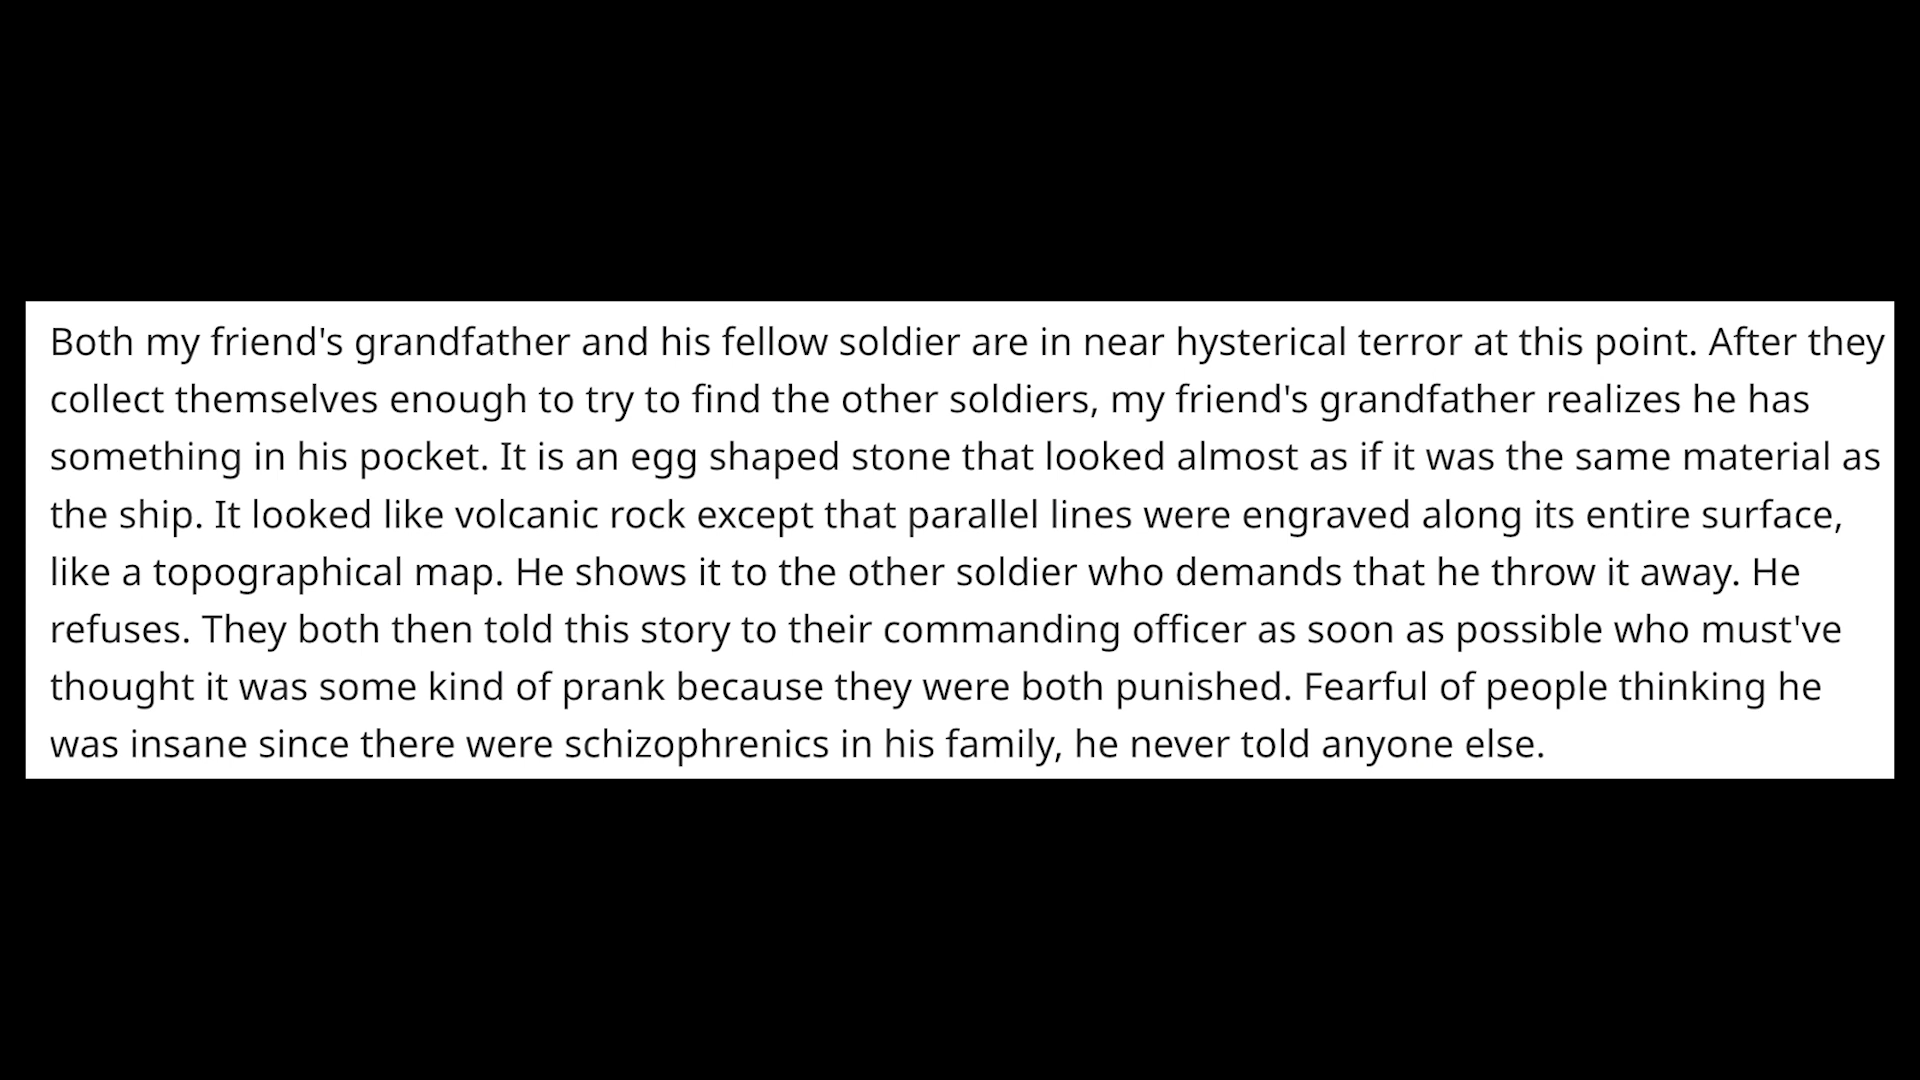 Both my friend's grandfather and his fellow soldier are in near hysterical terror at this point. After they
collect themselves enough to try to find the other soldiers, my friend's grandfather realizes he has
something in his pocket. It is an egg shaped stone that looked almost as if it was the same material as
the ship. It looked like volcanic rock except that parallel lines were engraved along its entire surface,
like a topographical map. He shows it to the other soldier who demands that he throw it away. He
refuses. They both then told this story to their commanding officer as soon as possible who must've
thought it was some kind of prank because they were both punished. Fearful of people thinking he
was insane since there were schizophrenics in his family, he never told anyone else.